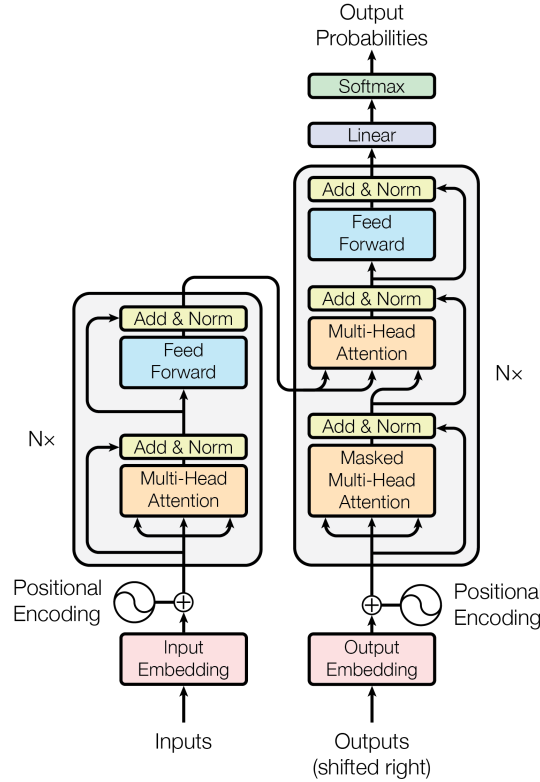 Output
Probabilities
Softmax
Linear
Add & Norm
Feed
Forward
Add & Norm
Multi-Head
Attention
Add & Norm
Masked
Multi-Head
Attention
Nx
Add & Norm
Feed
Forward
Add & Norm
Multi-Head
Attention
Nx
Positional
Encoding
Positiona
Encoding
Input
Embedding
Output
Embedding
Inputs
Outputs
(shifted right)